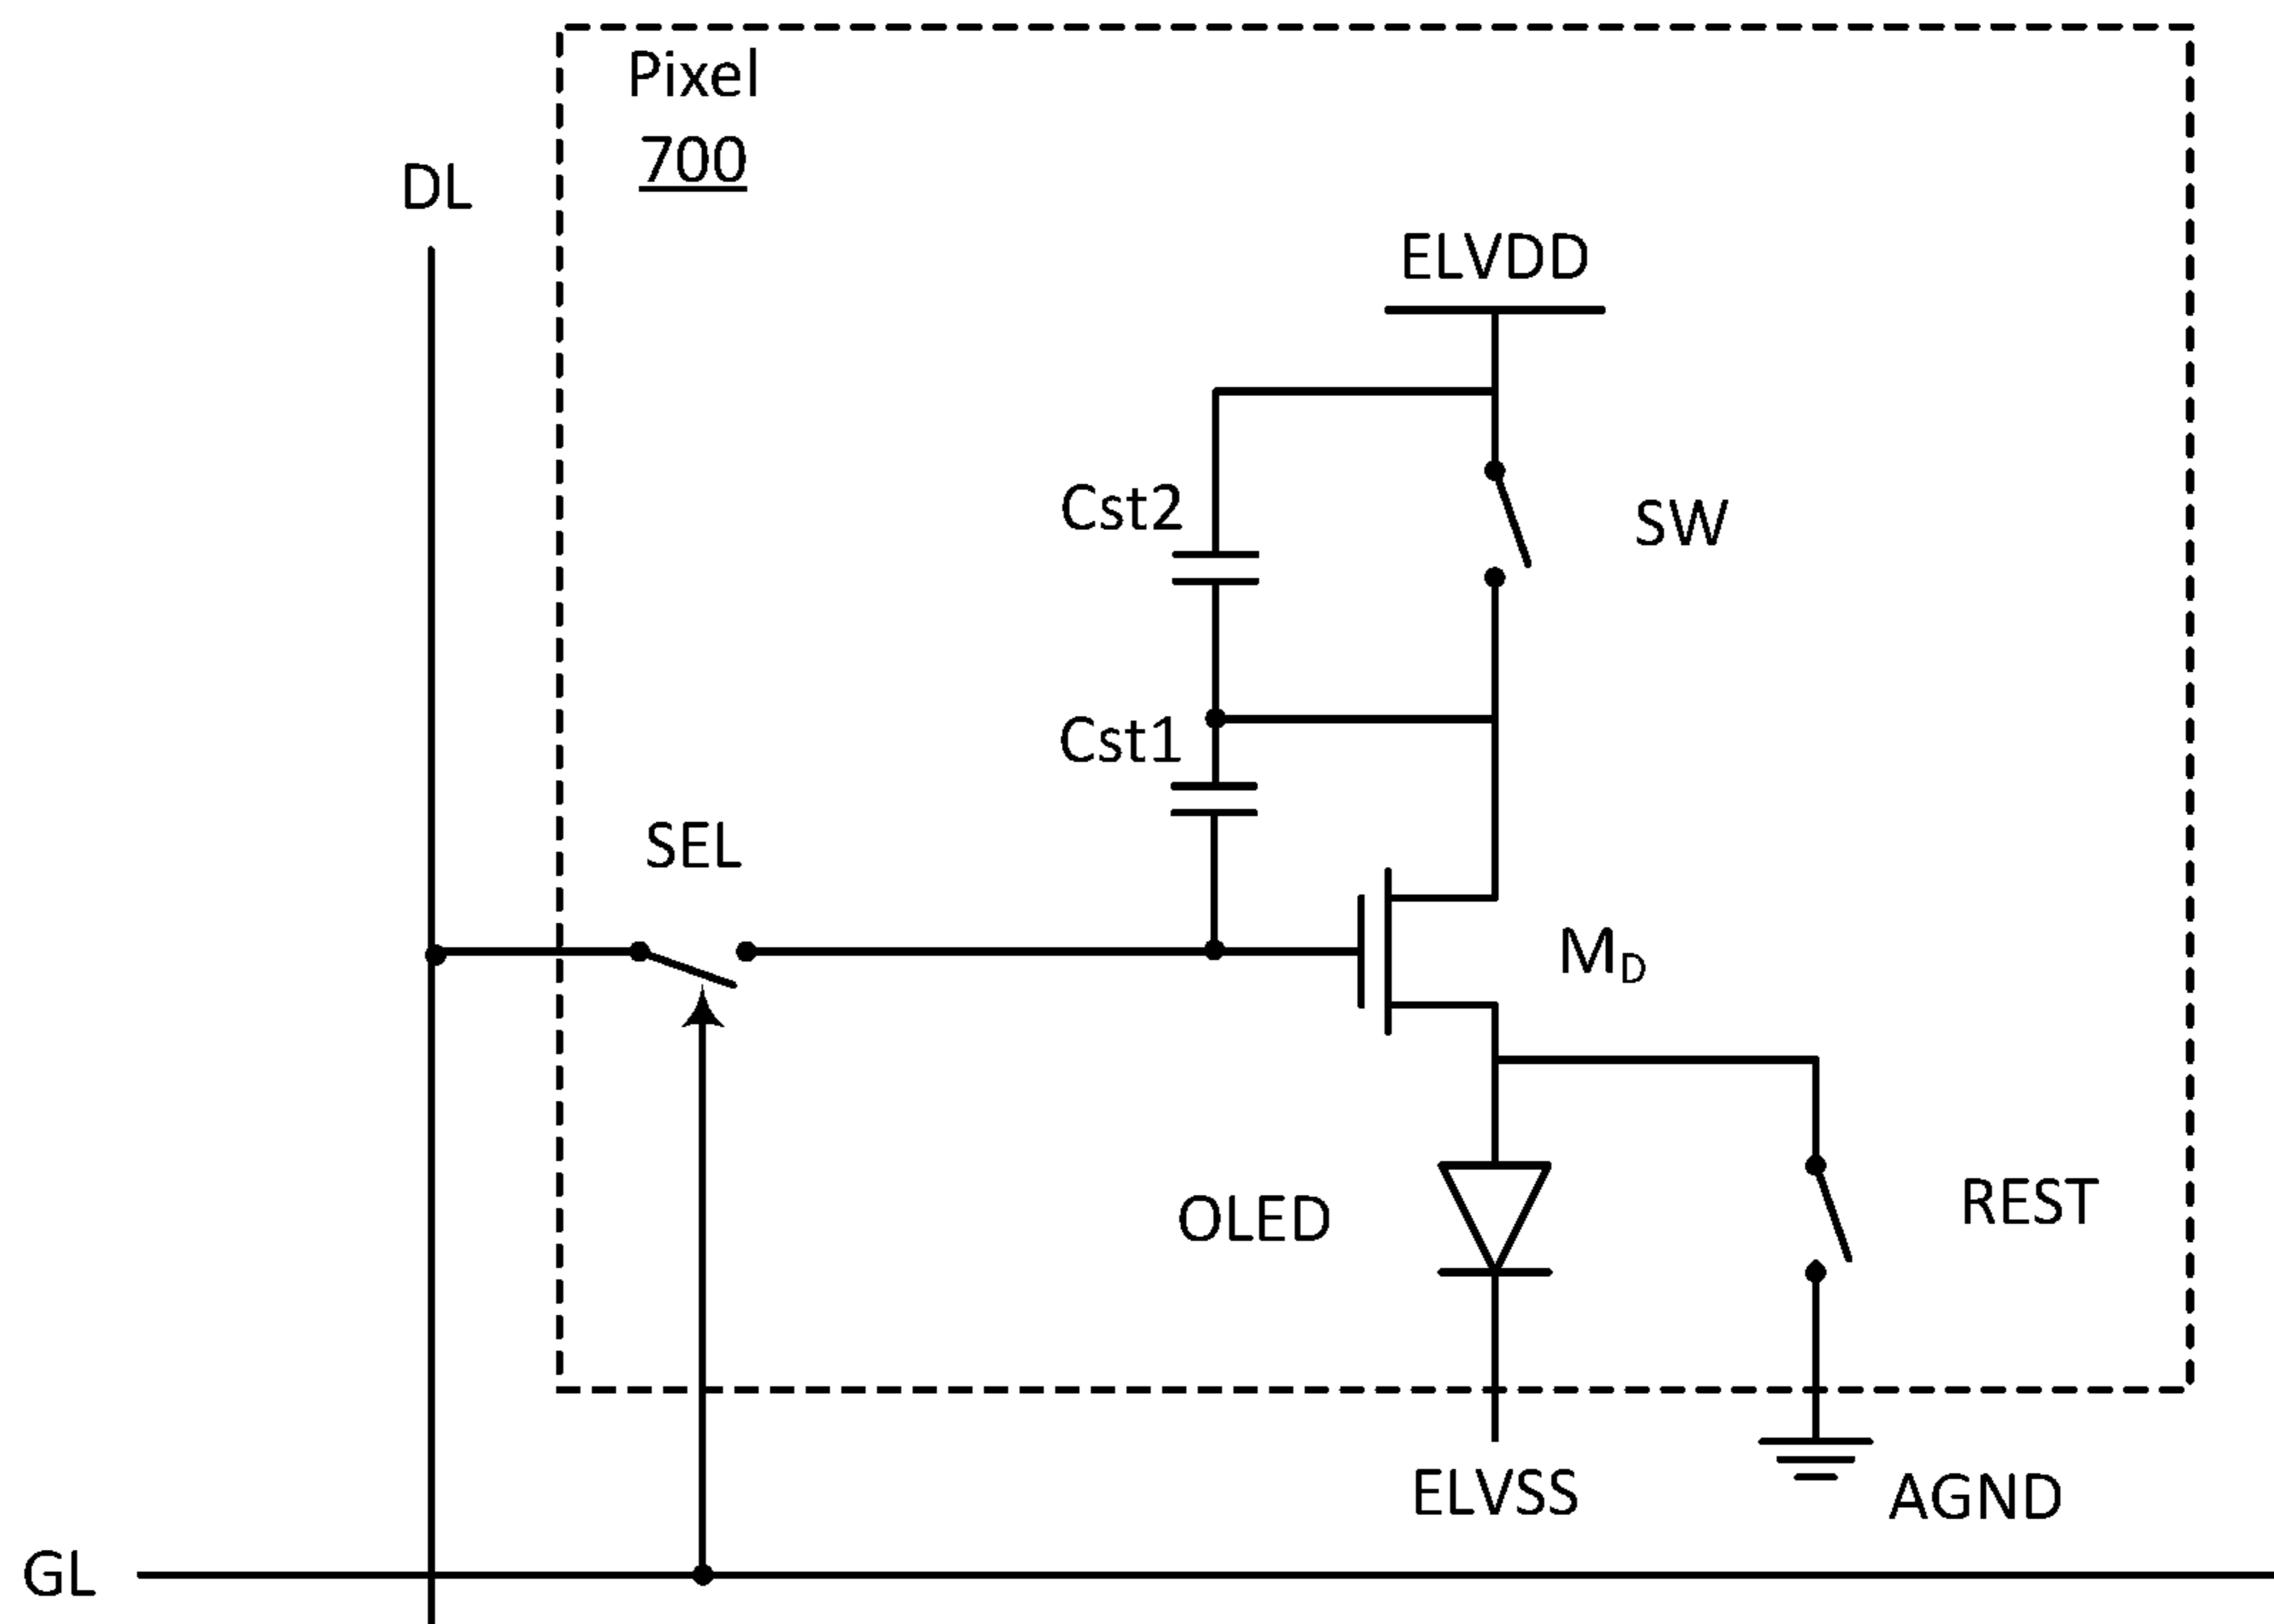 Pixel
700
DL
ELVDD
Cst2
SW
Cst1
SEL
MD
OLED
REST
ELVSS
AGND
GL